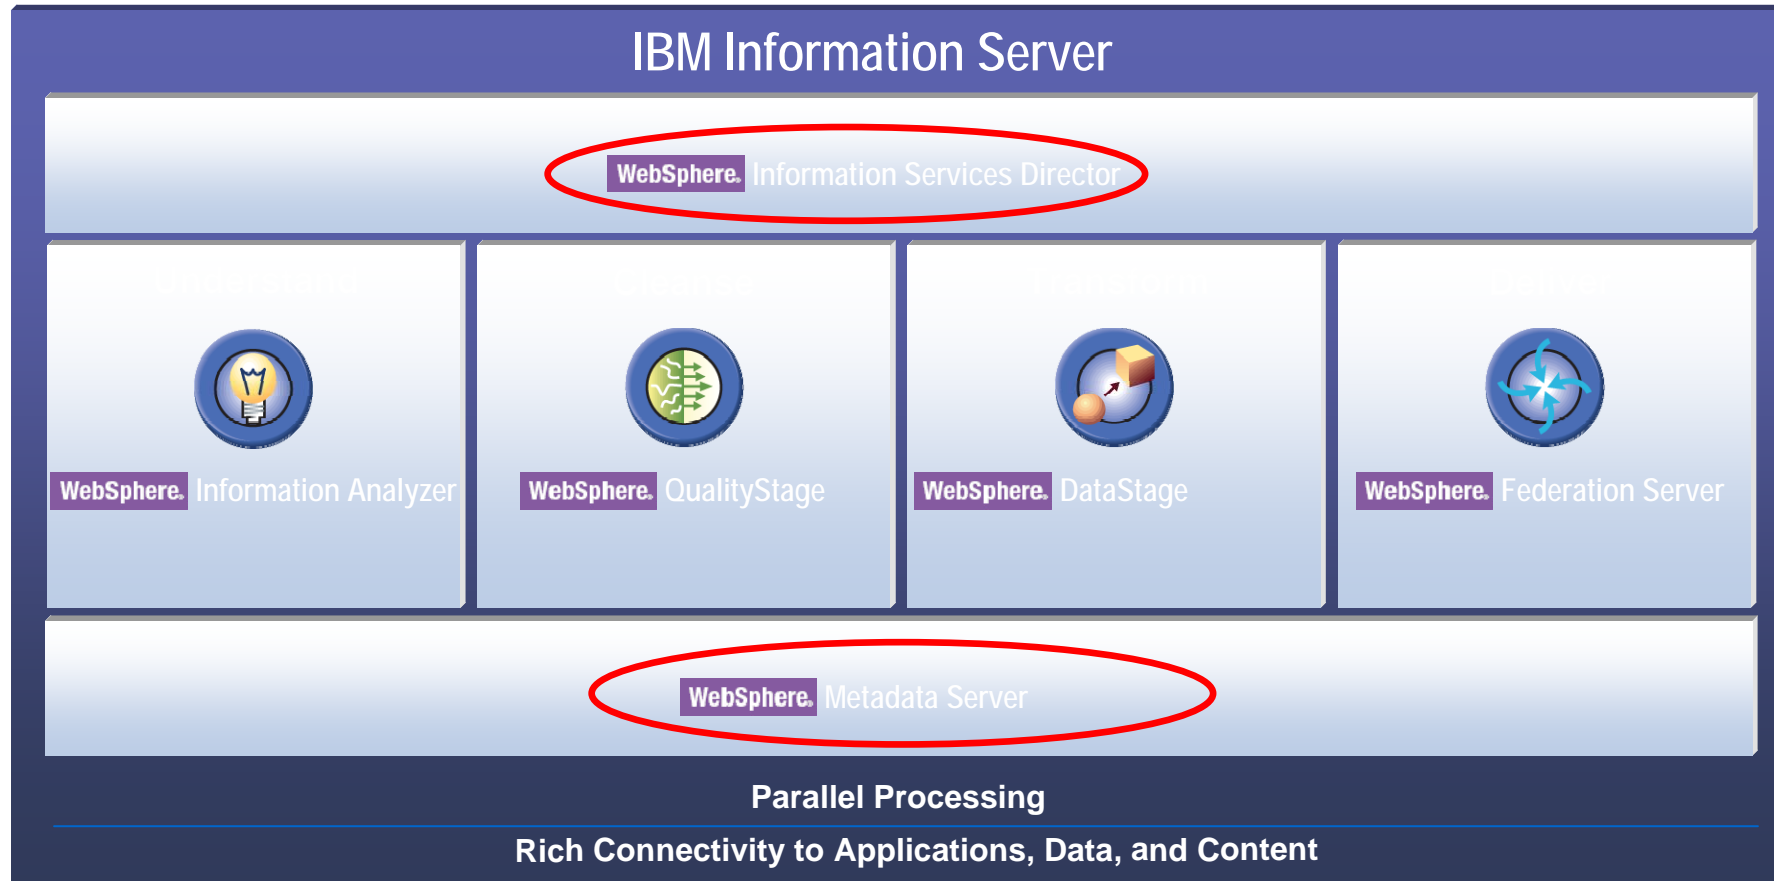 IBM Information Server
WebSphere. Information Services Director
WebSphere. Information Analyzer
WebSphere. QualityStage
WebSphere. DataStage
WebSphere. Federation Server
WebSphere. Metadata Server
Parallel Processing
Rich Connectivity to Applications, Data, and Content